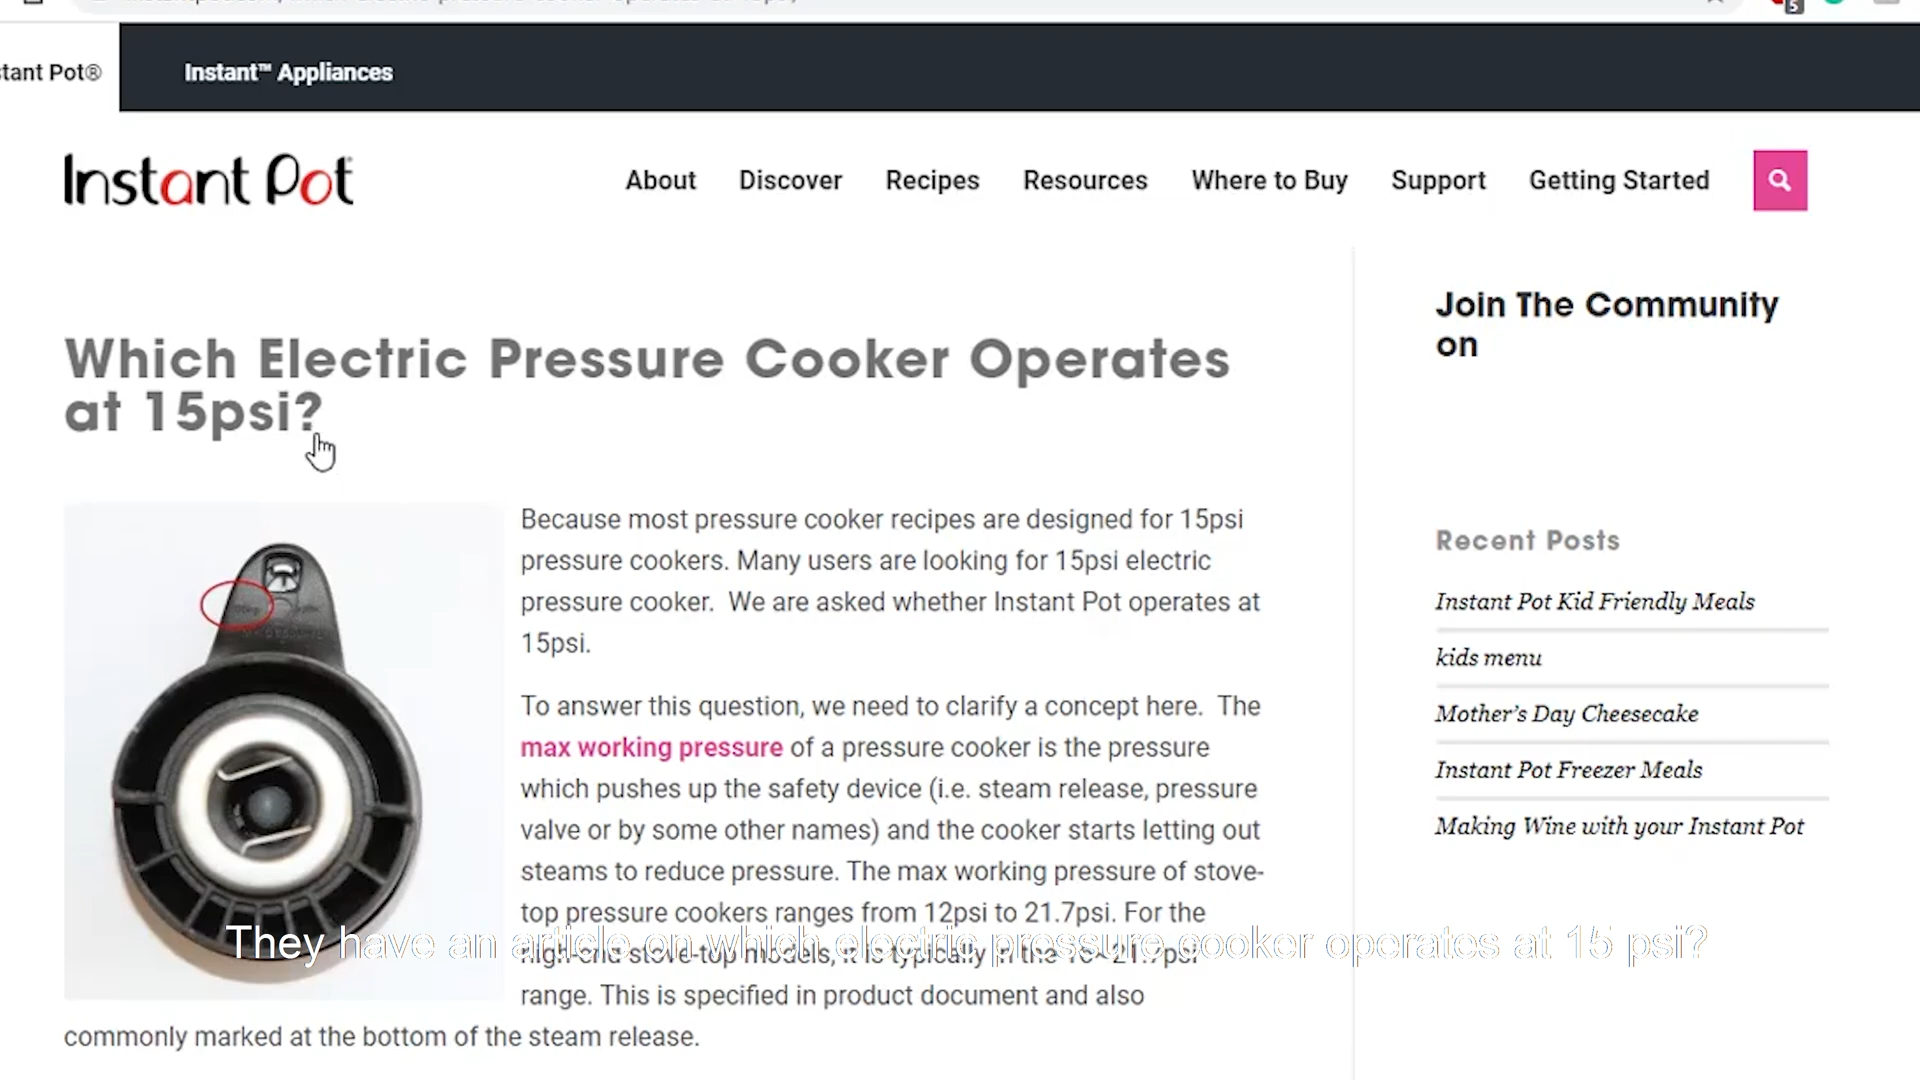 5
stant Pot®
Instant™ Appliances
Instant Pot
About
Discover
Recipes
Resources
Where to Buy
Support
Getting Started
Which Electric Pressure Cooker Operates
at 15psi?
Because most pressure cooker recipes are designed for 15psi
pressure cookers. Many users are looking for 15psi electric
pressure cooker. We are asked whether Instant Pot operates at
15psi.
To answer this question, we need to clarify a concept here. The
max working pressure of a pressure cooker is the pressure
which pushes up the safety device (i.e. steam release, pressure
valve or by some other names) and the cooker starts letting out
steams to reduce pressure. The max working pressure of stove-
top pressure cookers ranges from 12psi to 21.7psi. For the
high-end stove-top models, it is typically in the
range. This is specified in product document and also
commonly marked at the bottom of the steam release.
They have an article on which electric pressure cooker operates at 15 psi?
Join The Community
on
Recent Posts
Instant Pot Kid Friendly Meals
kids menu
Mother's Day Cheesecake
Instant Pot Freezer Meals
Making Wine with your Instant Pot